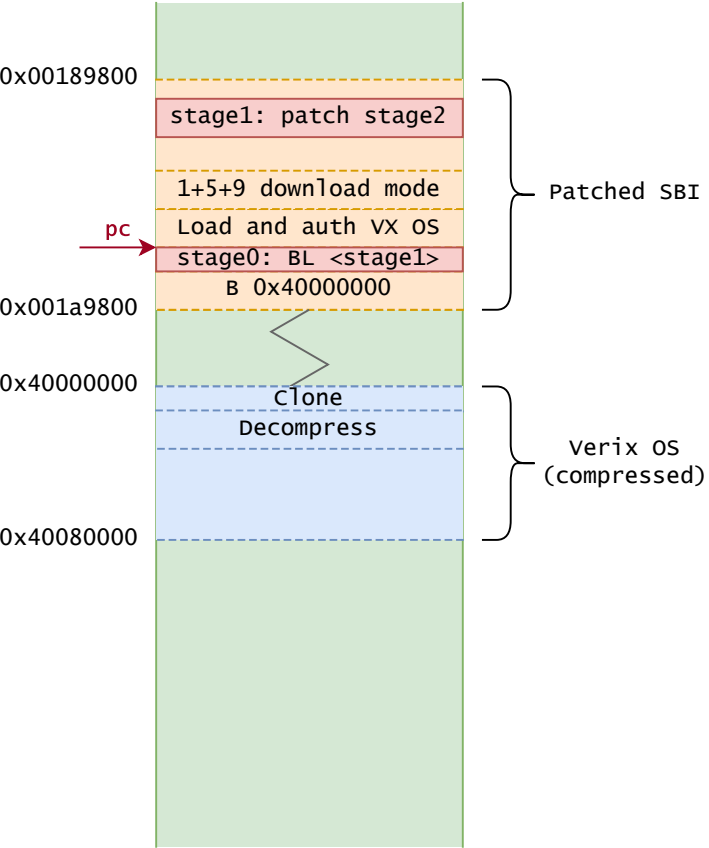 0x00189800
stage1: patch stage2
1+5+9 download mode
Patched SBI
Load and auth VX OS
pc
stage0: BL <stage1>
B 0x40000000
0x001a9800
0x40000000
Clone
Decompress
Verix OS
(compressed)
0x40080000